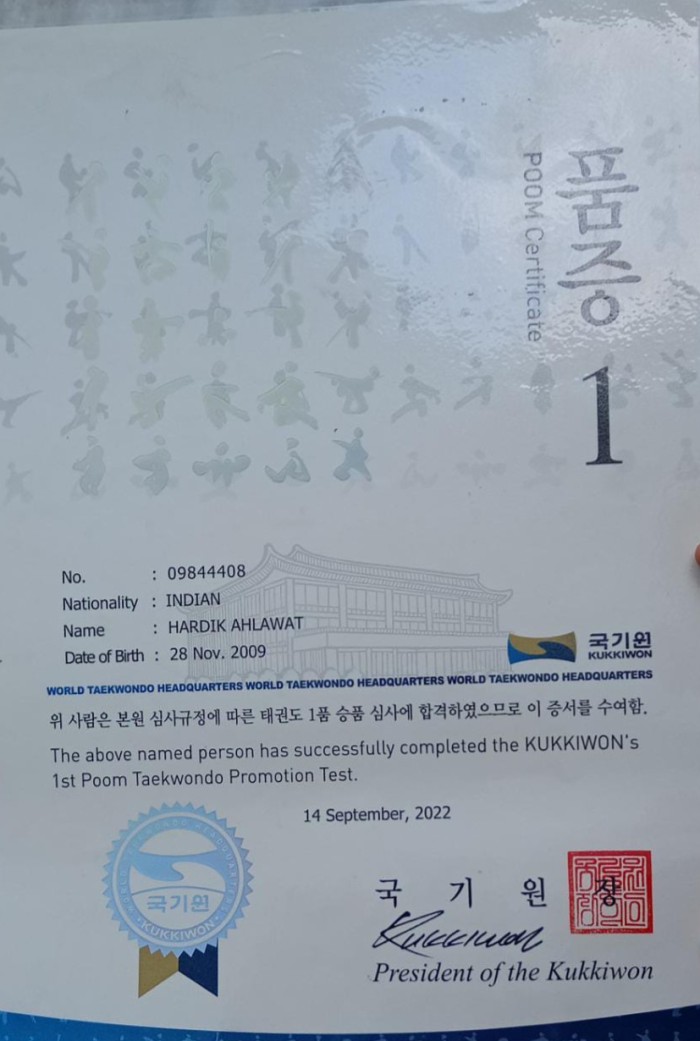 품증
POOM Certificate
1
No. : 09844408
Nationality : INDIAN
Name : HARDIK AHLAWAT
Date of Birth : 28 Nov. 2009
국기원
KUKKIWON
WORLD TAEKWONDO HEADQUARTERS WORLD TAEKWONDO HEADQUARTERS WORLD TAEKWONDO HEADQUARTERS
위 사람은 본원 심사규정에 따른 태권도 1품 승품 심사에 합격하였으므로 이 증서를 수여함.
The above named person has successfully completed the KUKKIWON's
1st Poom Taekwondo Promotion Test.
14 September, 2022
국기원
KUKKIWON
국 기 원 장
Kukkiwon
President of the Kukkiwon